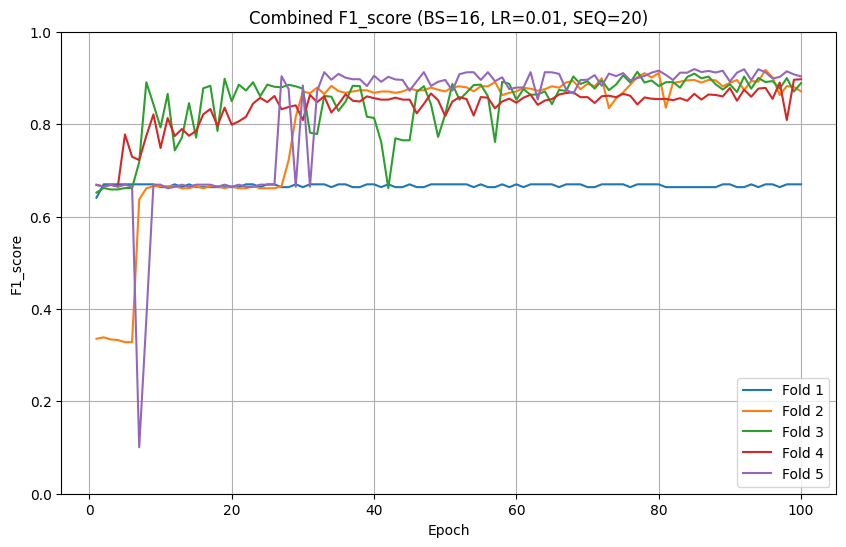 Combined F1_score (BS=16, LR=0.01, SEQ=20)
F1_score
1.0
0.8
0.6
0.4
0.2
0.0
0
20
40
60
80
100
Epoch
Fold 1
Fold 2
Fold 3
Fold 4
Fold 5